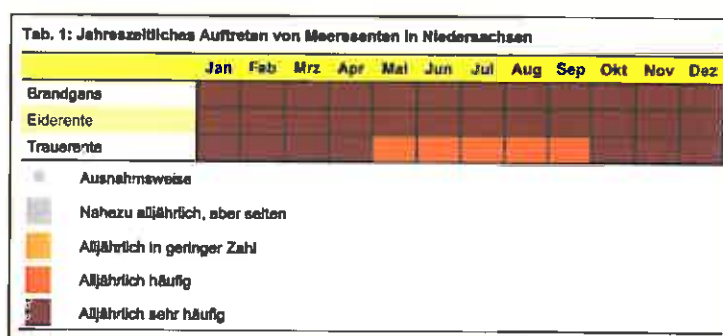 Tab. 1: Jahreszeitliches Auftreten von Meeresenten in Niedersachsen
Jan Feb Mrz Apr Mai Jun Jul Aug Sep Okt Nov Dez
Brandgans
Eiderente
Trauerente
Ausnahmsweise
Nahezu alljährlich, aber selten
Alljährlich in geringer Zahl
Alljährlich häufig
Alljährlich sehr häufig